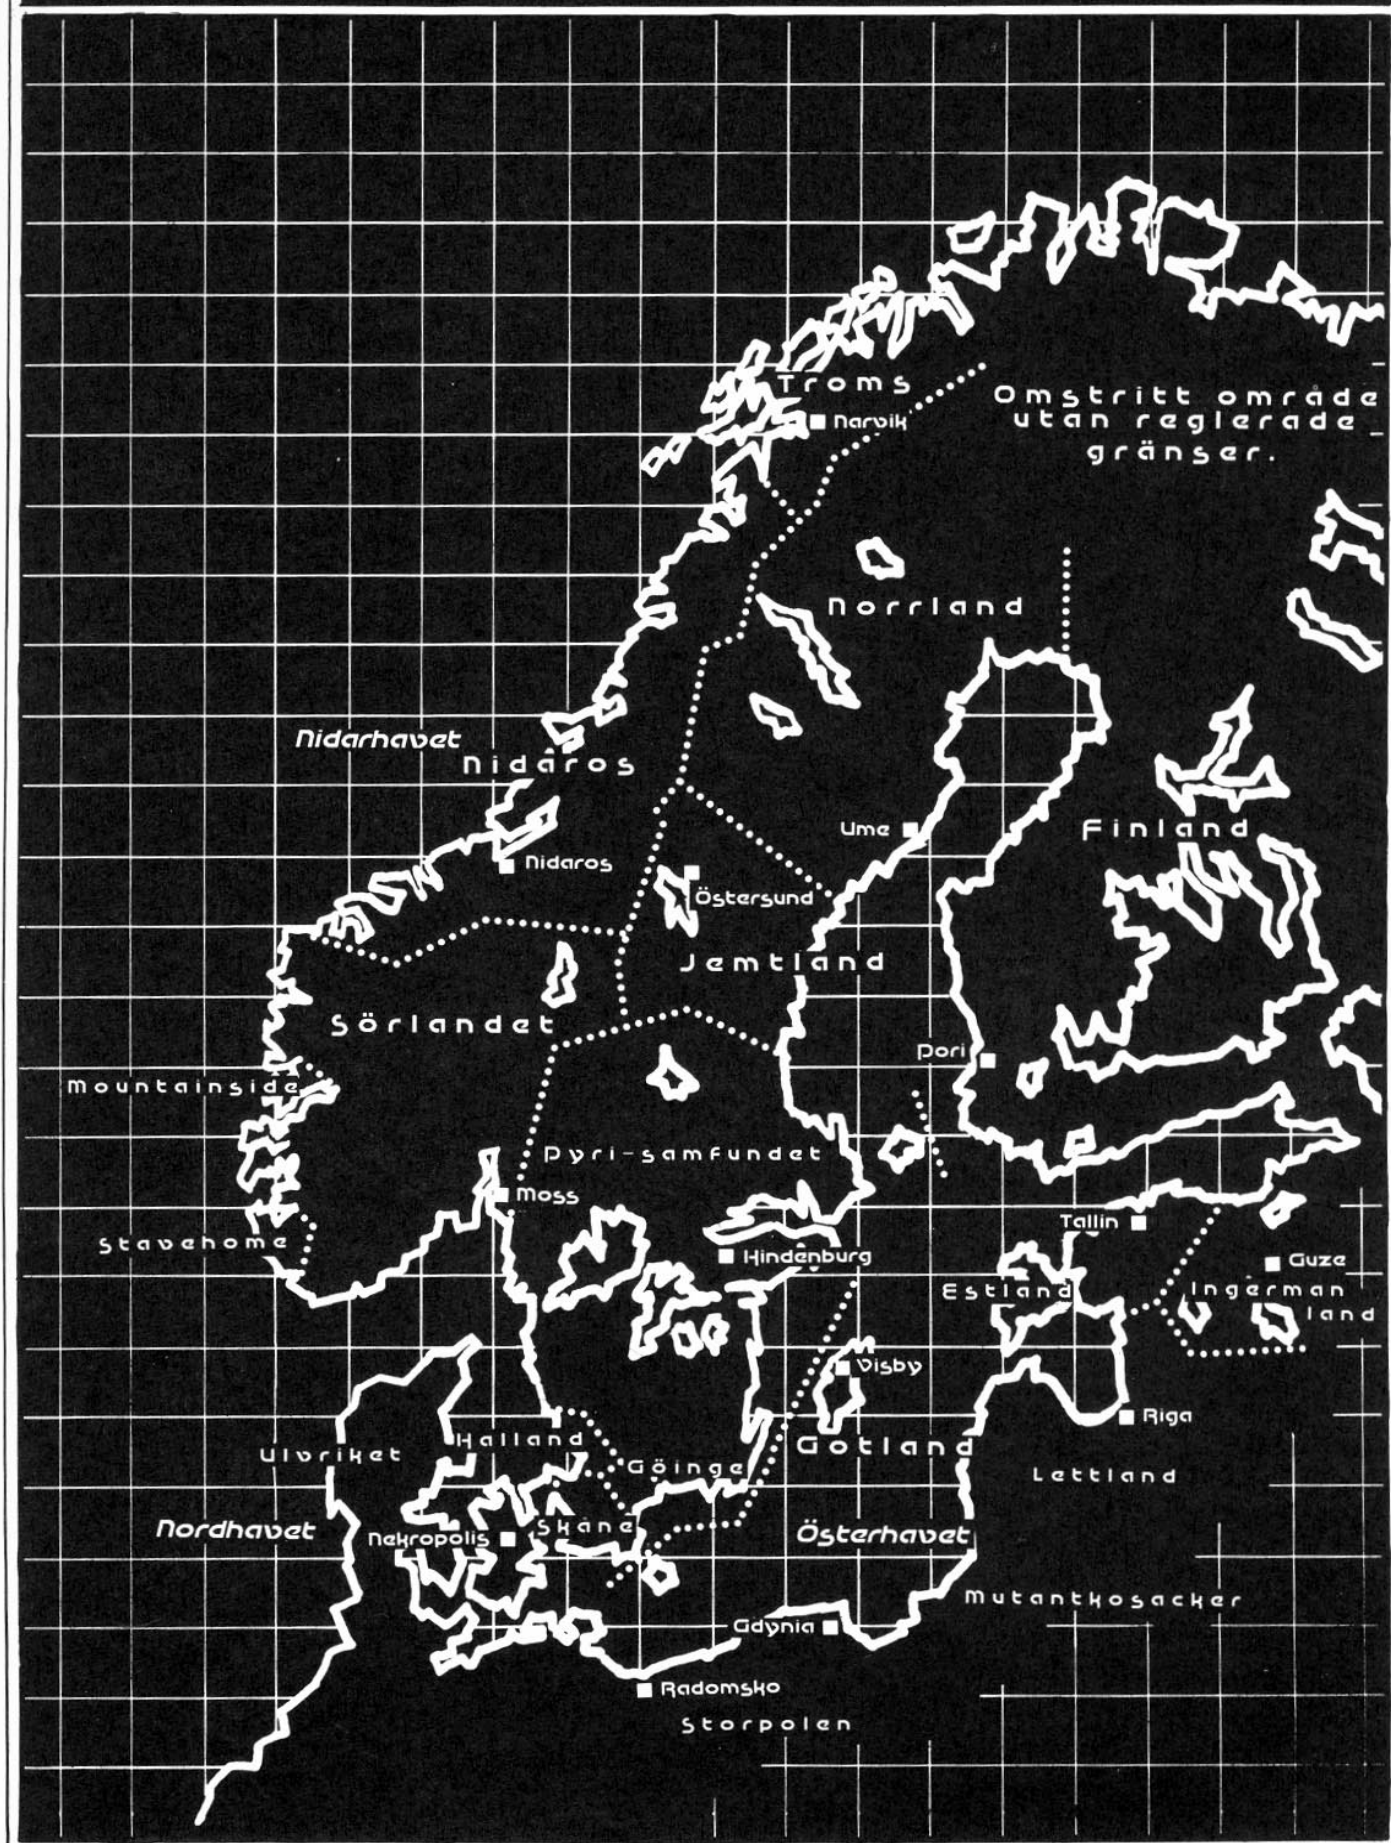 Troms
Omstritt område
utan reglerade
gränser.
Narvik
Norrland
Nidarhavet
Nidaros
Ume
Finland
Nidaros
Östersund
Jemtland
Sörlandet
Pori
Mountainside
Pyri-samfundet
Moss
Tallin
Stavehome
Hindenburg
Guze
Estland
Ingerman
land
Visby
Riga
Halland
Gotland
Ulvriket
Göinge
Lettland
Nordhavet
Skåne
Österhavet
Nekropolis
Mutantkosacker
Gdynia
Radomsko
Storpolen